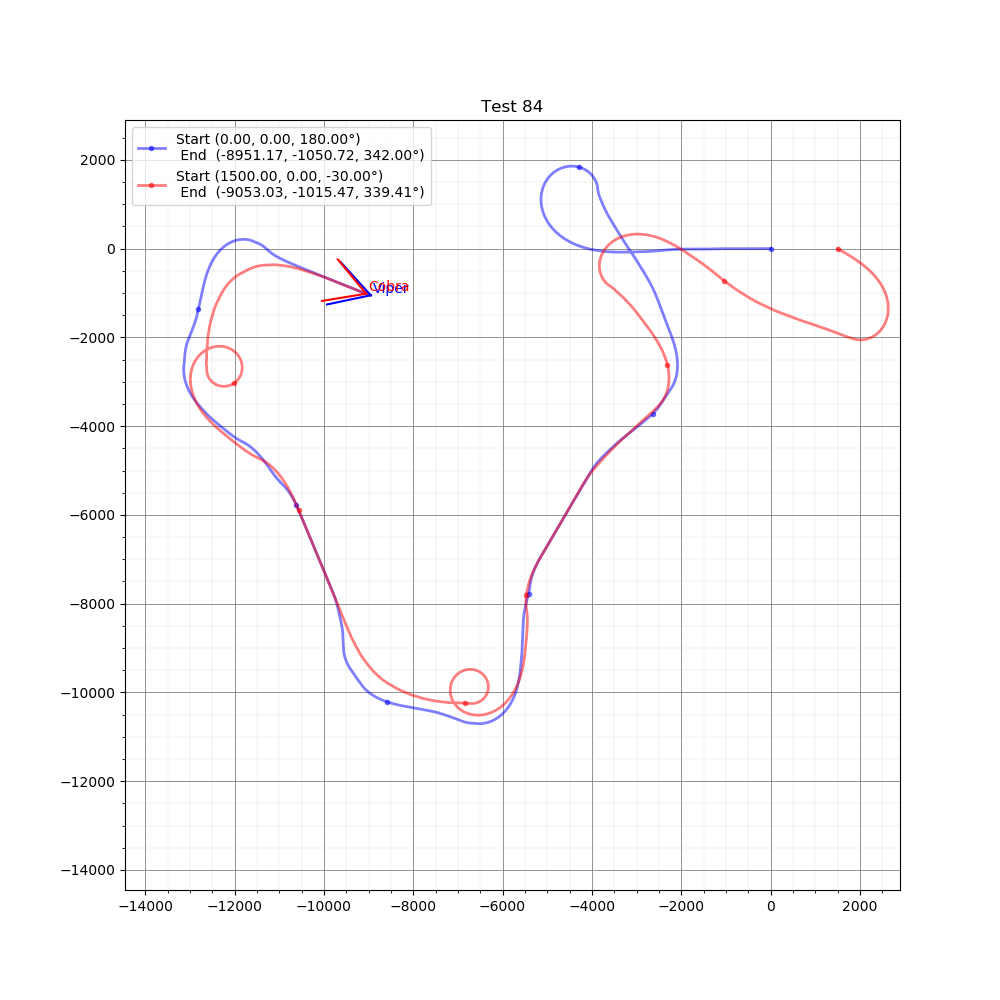 Test 84
Start (0.00, 0.00, 180.00°)
End  (-8951.17, -1050.72, 342.00°)
Start (1500.00, 0.00, -30.00°)
End  (-9053.03, -1015.47, 339.41°)
2000
0
−2000
−4000
−6000
−8000
−10000
−12000
−14000
Cobra
Viper
−14000 −12000 −10000 −8000 −6000 −4000 −2000 0 2000